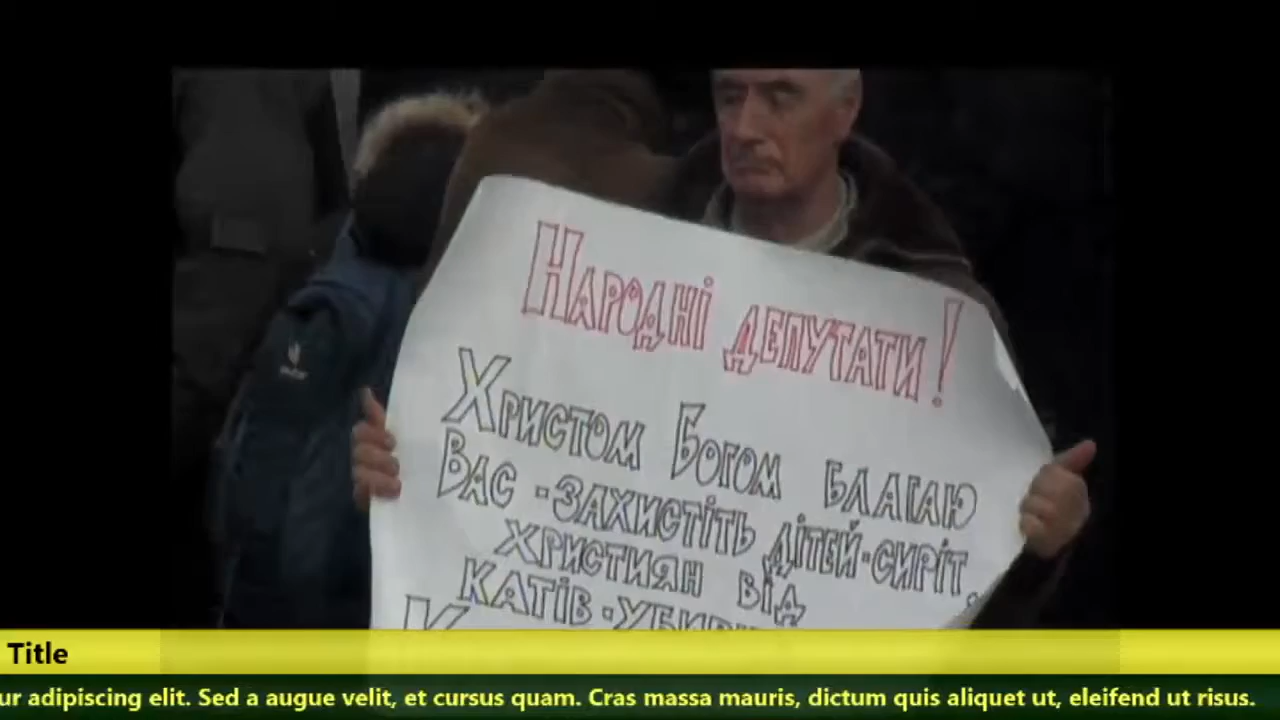 Народні депутати!
Христом Богом благаю
Вас - захистіть дітей-сиріт,
християн від
катів-
Title
adipiscing elit. Sed a augue velit, et cursus quam. Cras massa mauris, dictum quis aliquet ut, eleifend ut risus.